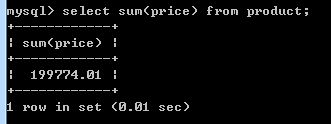 mysql> select sum(price) from product;
+------------+
| sum(price) |
+------------+
|  199774.01 |
+------------+
1 row in set (0.01 sec)